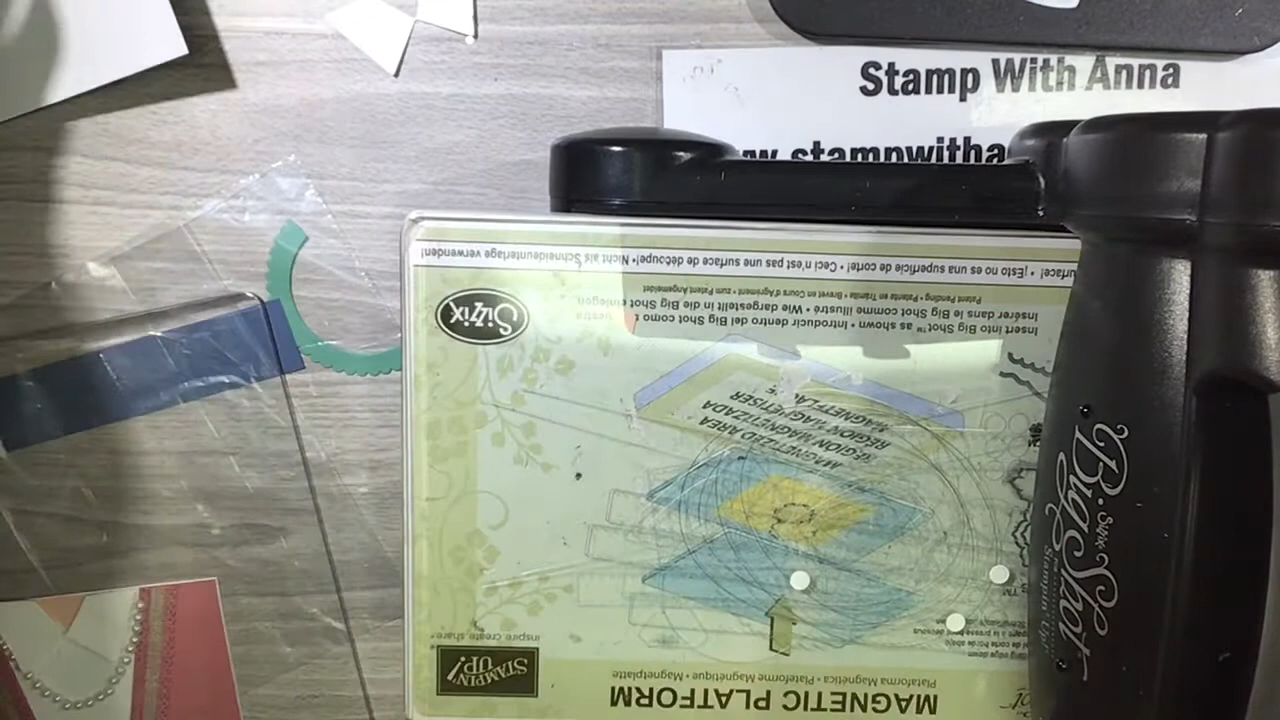 Stamp With Anna
w.stampwitha
MAGNETIC PLATFORM
Plataforma Magnética • Plateforme Magnétique • Magnetplatte
STAMPIN' UP!
inspire. create. share.
MAGNETIZED AREA
REGIÓN MAGNETIZADA
RÉGION MAGNÉTISER
Sizzix
Insert into Big Shot™ as shown • Introducir dentro del Big Shot como
Insérer dans le Big Shot comme illustré • Wie dargestellt in die Big Shot einlegen
Patent Pending • Patente en Trámite • Brevet en Cours d'Agrément • zum Patent Angemeldet
! • ¡Esto no es una superficie de corte! • Ceci n'est pas une surface de découpe! • Nicht als Schneideunterlage verwenden!
Sizzix
Big Shot
Stampin' Up!